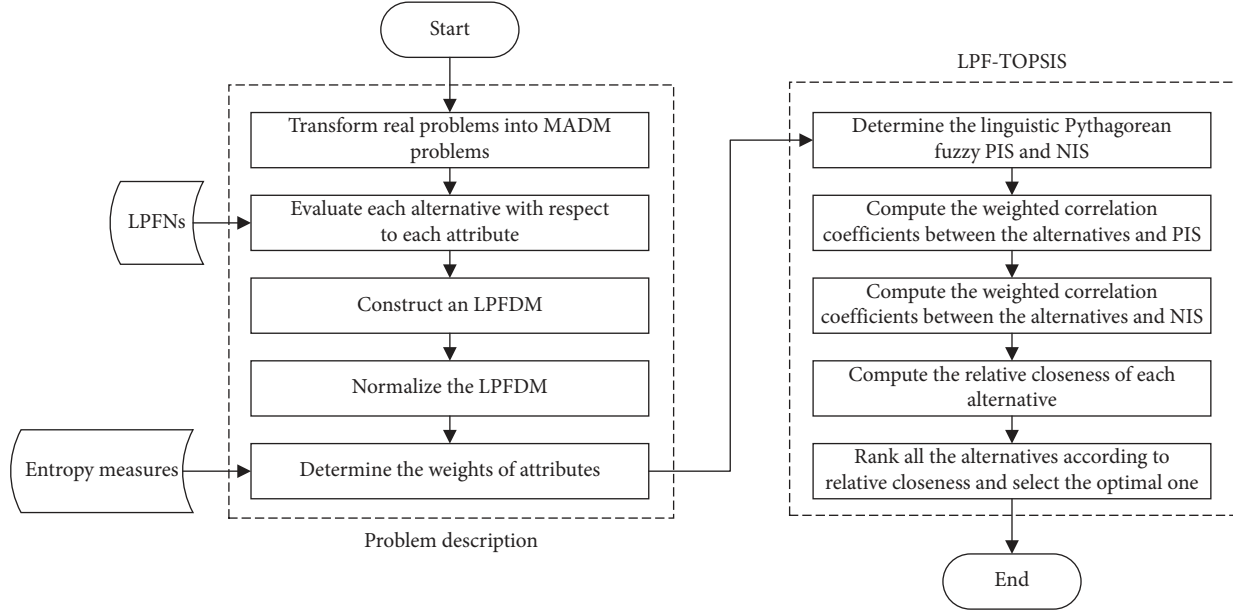 Start
Transform real problems into MADM
problems
LPFNs
Evaluate each alternative with respect
to each attribute
Construct an LPFDM
Normalize the LPFDM
Entropy measures
Determine the weights of attributes
Problem description
LPF-TOPSIS
Determine the linguistic Pythagorean
fuzzy PIS and NIS
Compute the weighted correlation
coefficients between the alternatives and PIS
Compute the weighted correlation
coefficients between the alternatives and NIS
Compute the relative closeness of each
alternative
Rank all the alternatives according to
relative closeness and select the optimal one
End